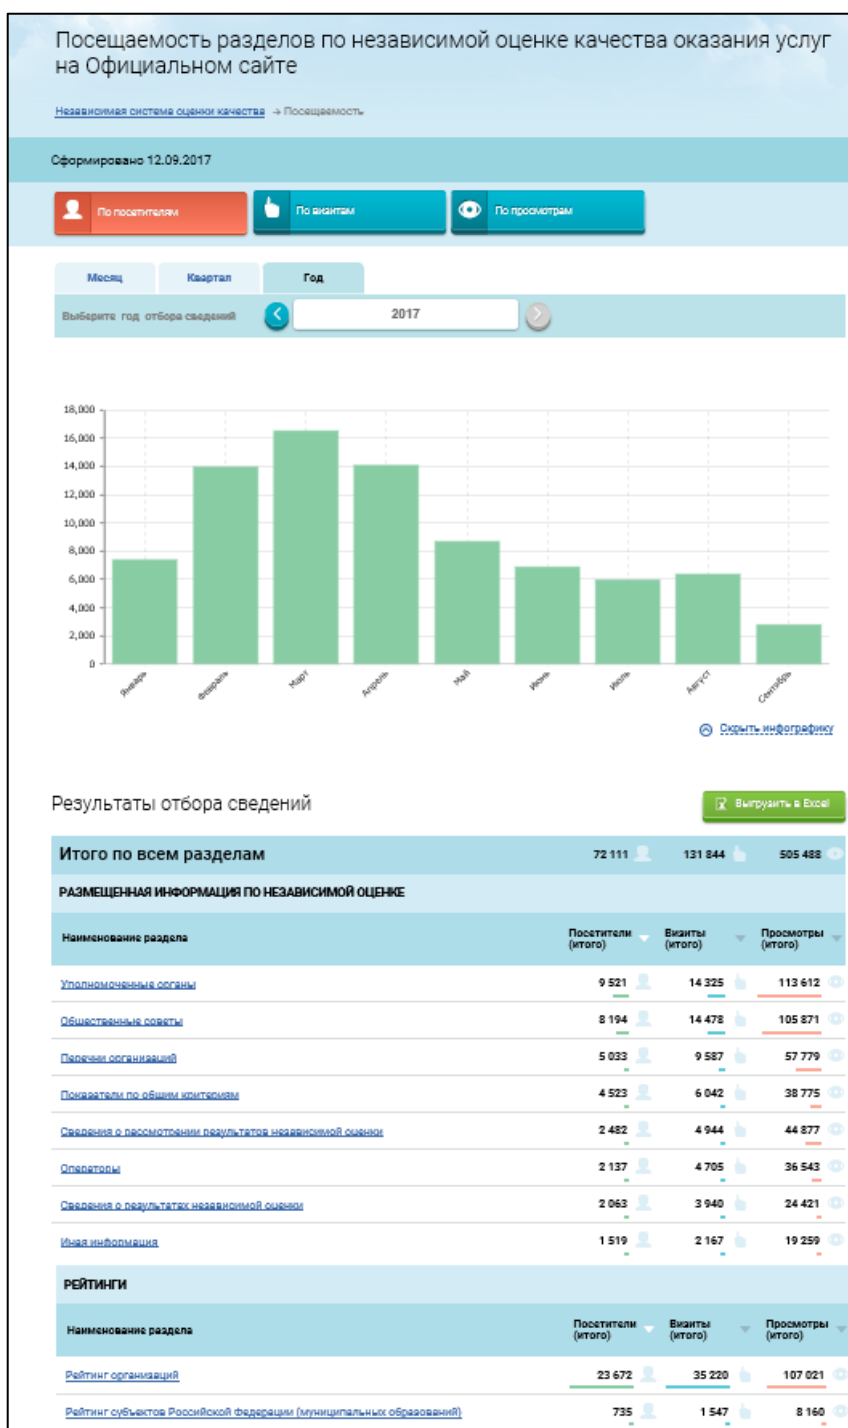 Посещаемость разделов по независимой оценке качества оказания услуг
на Официальном сайте
Независимая система оценки качества → Посещаемость
Сформировано 12.09.2017
По посетителям По визитам По просмотрам
Месяц Квартал Год
Выберите год отбора сведений 2017
18,000
16,000
14,000
12,000
10,000
8,000
6,000
4,000
2,000
0
Январь Февраль Март Апрель Май Июнь Июль Август Сентябрь
Скрыть инфографику
Результаты отбора сведений Выгрузить в Excel
Итого по всем разделам 72 111 131 844 505 488
РАЗМЕЩЕННАЯ ИНФОРМАЦИЯ ПО НЕЗАВИСИМОЙ ОЦЕНКЕ
Наименование раздела Посетители (итого) Визиты (итого) Просмотры (итого)
Уполномоченные органы 9 521 14 325 113 612
Общественные советы 8 194 14 478 105 871
Перечни организаций 5 033 9 587 57 779
Показатели по общим критериям 4 523 6 042 38 775
Сведения о рассмотрении результатов независимой оценки 2 482 4 944 44 877
Операторы 2 137 4 705 36 543
Сведения о результатах независимой оценки 2 063 3 940 24 421
Иная информация 1 519 2 167 19 259
РЕЙТИНГИ
Наименование раздела Посетители (итого) Визиты (итого) Просмотры (итого)
Рейтинг организаций 23 672 35 220 107 021
Рейтинг субъектов Российской Федерации (муниципальных образований) 735 1 547 8 160